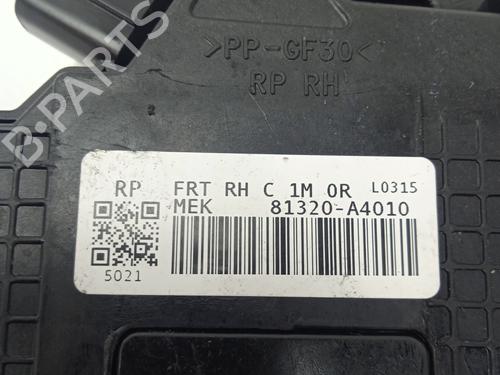 >PP-GF30<
RP RH
RP FRT RH C 1M 0R L0315
MEK 81320-A4010
5021
B-PARTS